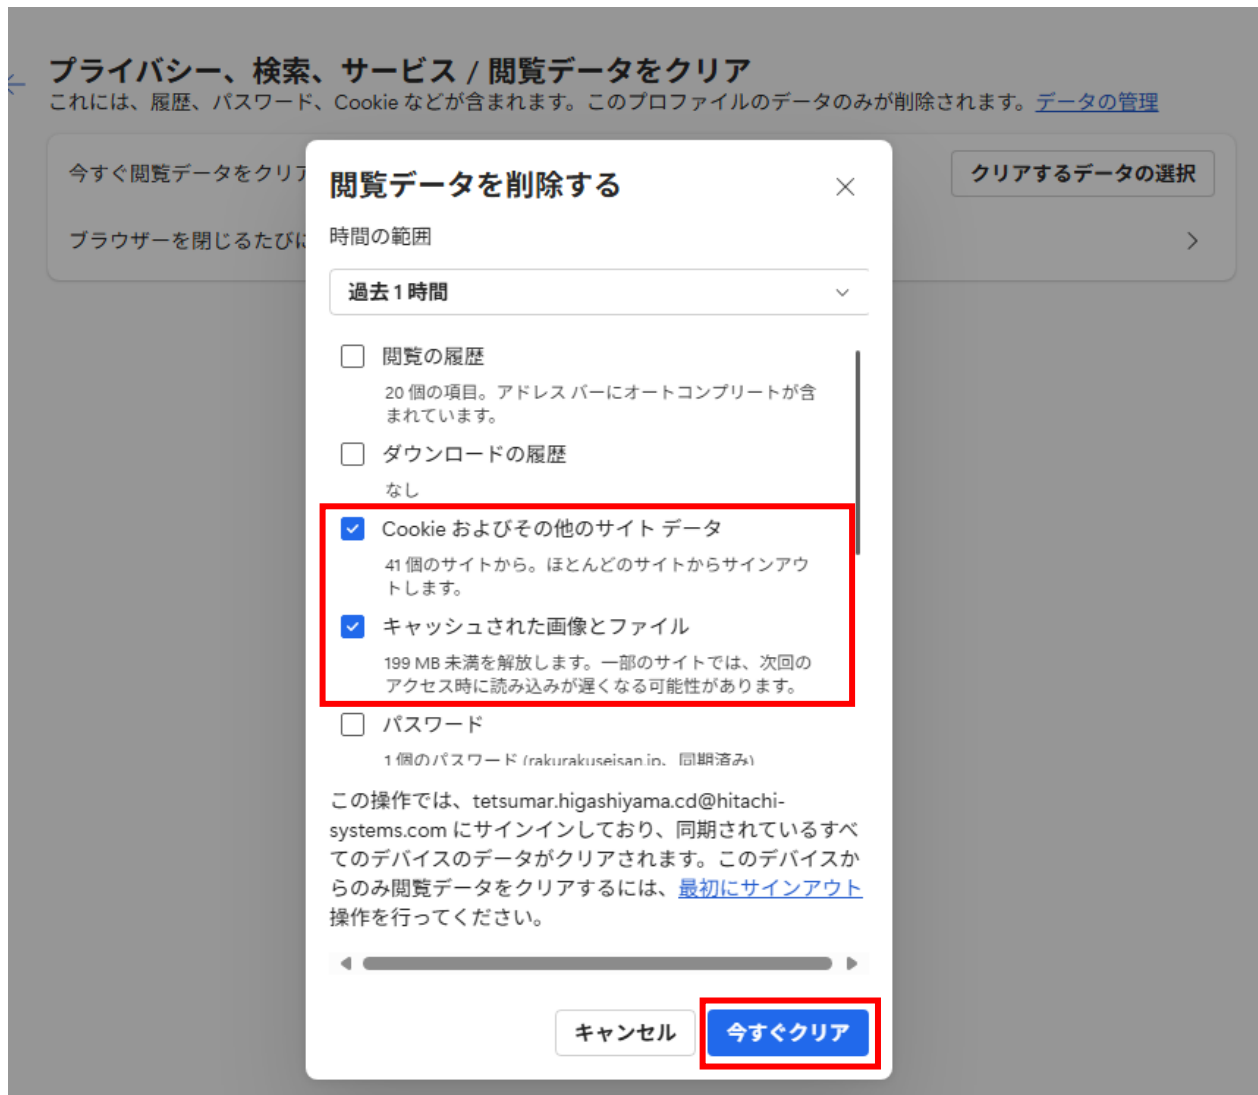 プライバシー、検索、サービス / 閲覧データをクリア
これには、履歴、パスワード、Cookie などが含まれます。このプロファイルのデータのみが削除されます。データの管理
今すぐ閲覧データをクリア
クリアするデータの選択
ブラウザーを閉じるたびに
閲覧データを削除する
時間の範囲
過去 1 時間
閲覧の履歴
20 個の項目。アドレス バーにオートコンプリートが含
まれています。
ダウンロードの履歴
なし
Cookie およびその他のサイト データ
41 個のサイトから。ほとんどのサイトからサインアウ
トします。
キャッシュされた画像とファイル
199 MB 未満を解放します。一部のサイトでは、次回の
アクセス時に読み込みが遅くなる可能性があります。
パスワード
1 個のパスワード (rakurakuseisan.jp、同期済み)
この操作では、tetsumar.higashiyama.cd@hitachi-
systems.com にサインインしており、同期されているすべ
てのデバイスのデータがクリアされます。このデバイスか
らのみ閲覧データをクリアするには、最初にサインアウト
操作を行ってください。
キャンセル
今すぐクリア